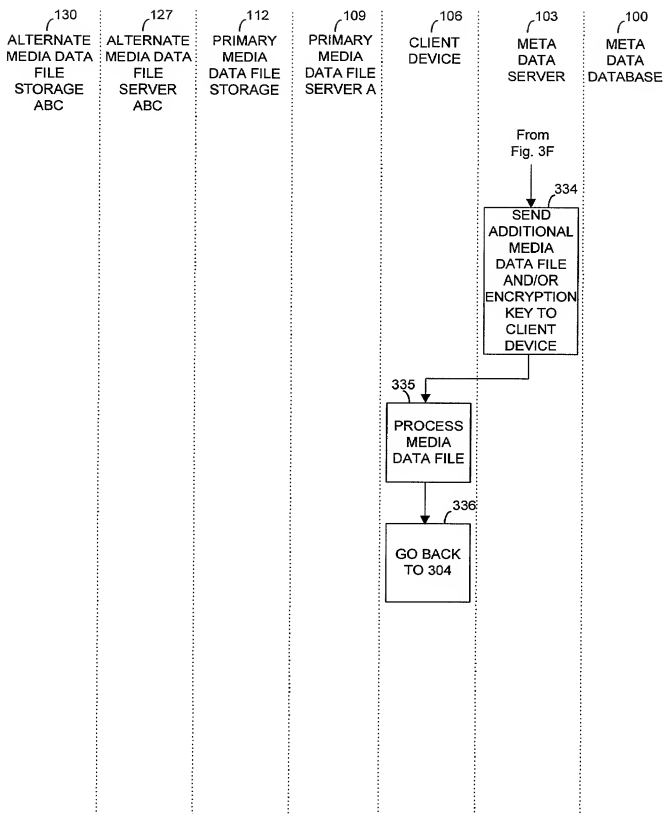 130
ALTERNATE
MEDIA DATA
FILE
STORAGE
ABC
127
ALTERNATE
MEDIA DATA
FILE
SERVER
ABC
112
PRIMARY
MEDIA
DATA FILE
STORAGE
109
PRIMARY
MEDIA
DATA FILE
SERVER A
106
CLIENT
DEVICE
103
META
DATA
SERVER
100
META
DATA
DATABASE
From
Fig. 3F
334
SEND
ADDITIONAL
MEDIA
DATA FILE
AND/OR
ENCRYPTION
KEY TO
CLIENT
DEVICE
335
PROCESS
MEDIA
DATA FILE
336
GO BACK
TO 304